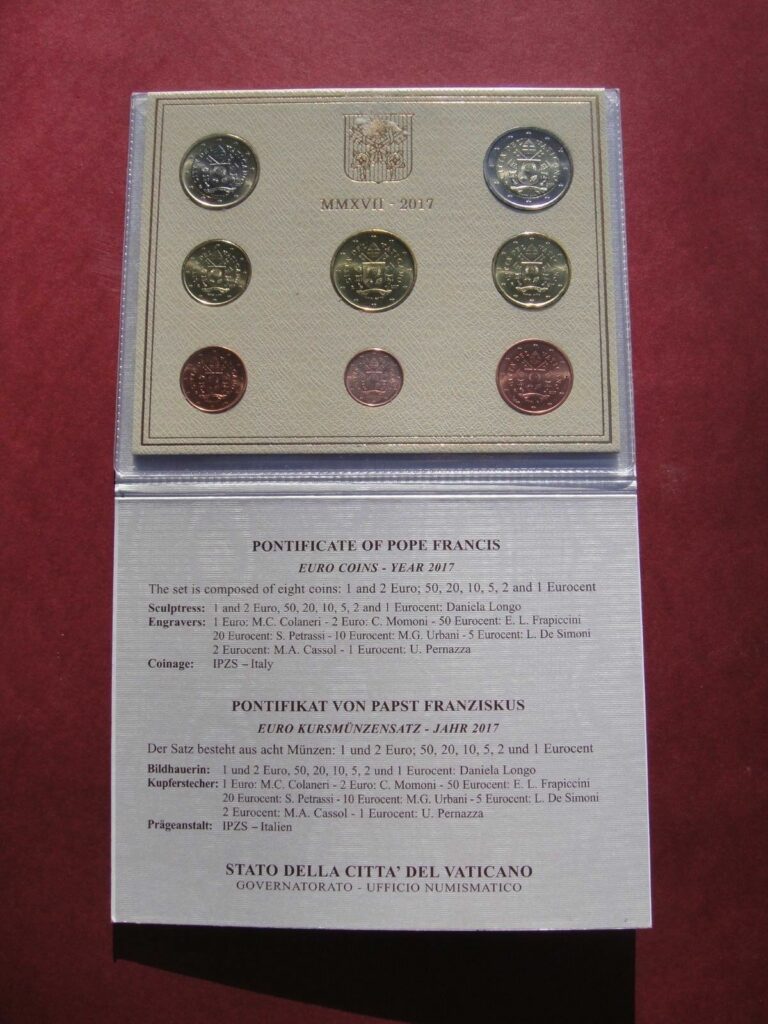 MMXVII - 2017
PONTIFICATE OF POPE FRANCIS
EURO COINS - YEAR 2017
The set is composed of eight coins: 1 and 2 Euro; 50, 20, 10, 5, 2 and 1 Eurocent
Sculptress: 1 and 2 Euro, 50, 20, 10, 5, 2 and 1 Eurocent: Daniela Longo
Engravers: 1 Euro: M.C. Colaneri - 2 Euro: C. Momoni - 50 Eurocent: E. L. Frapiccini
20 Eurocent: S. Petrassi - 10 Eurocent: M.G. Urbani - 5 Eurocent: L. De Simoni
2 Eurocent: M.A. Cassol - 1 Eurocent: U. Pernazza
Coinage: IPZS – Italy
PONTIFIKAT VON PAPST FRANZISKUS
EURO KURSMÜNZENSATZ - JAHR 2017
Der Satz besteht aus acht Münzen: 1 und 2 Euro; 50, 20, 10, 5, 2 und 1 Eurocent
Bildhauerin: 1 und 2 Euro, 50, 20, 10, 5, 2 und 1 Eurocent: Daniela Longo
Kupferstecher: 1 Euro: M.C. Colaneri - 2 Euro: C. Momoni - 50 Eurocent: E. L. Frapiccini
20 Eurocent: S. Petrassi - 10 Eurocent: M.G. Urbani - 5 Eurocent: L. De Simoni
2 Eurocent: M.A. Cassol - 1 Eurocent: U. Pernazza
Prägeanstalt: IPZS – Italien
STATO DELLA CITTA' DEL VATICANO
GOVERNATORATO - UFFICIO NUMISMATICO